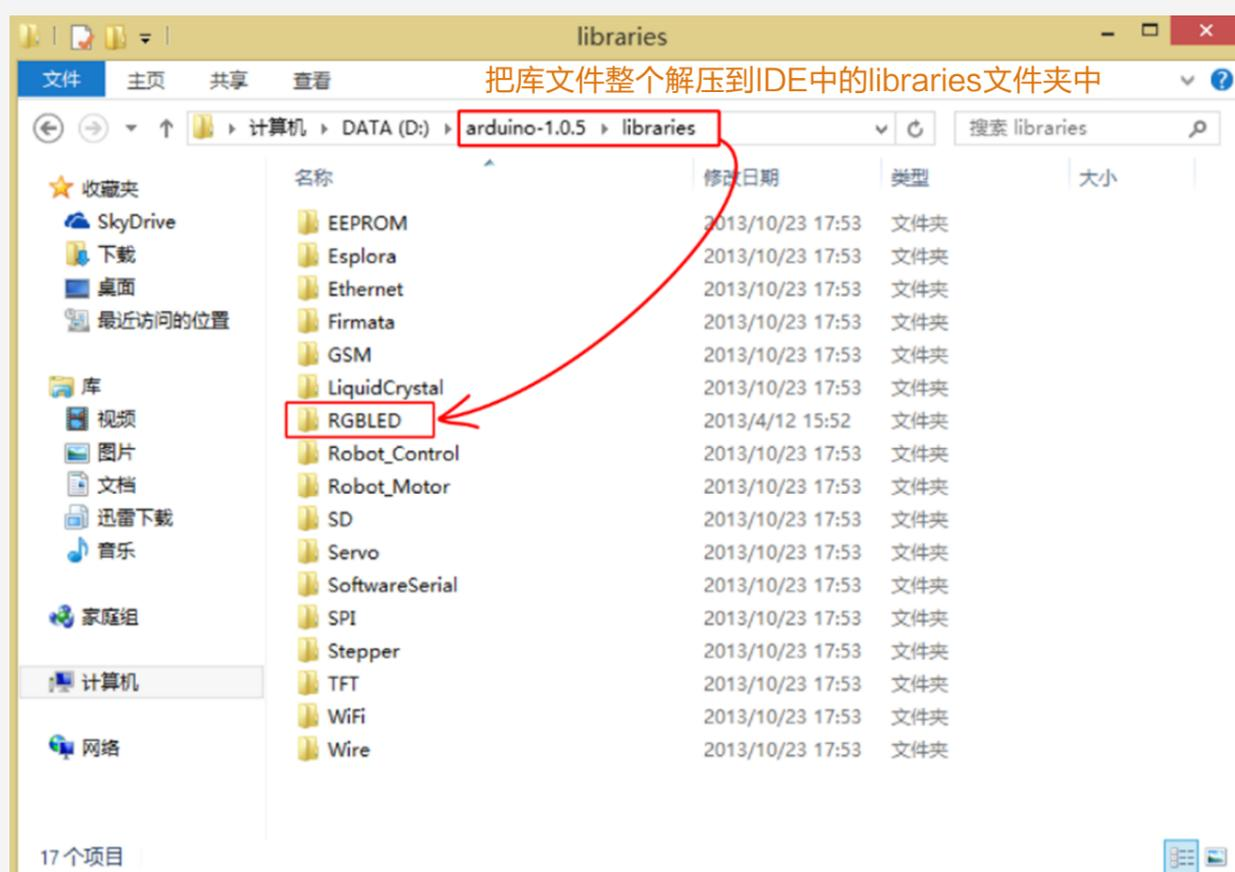 libraries
文件 主页 共享 查看 把库文件整个解压到IDE中的libraries文件夹中
计算机 DATA (D:) arduino-1.0.5 libraries 搜索 libraries
名称 修改日期 类型 大小
收藏夹
SkyDrive
下载
桌面
最近访问的位置
库
视频
图片
文档
迅雷下载
音乐
家庭组
计算机
网络
EEPROM 2013/10/23 17:53 文件夹
Esplora 2013/10/23 17:53 文件夹
Ethernet 2013/10/23 17:53 文件夹
Firmata 2013/10/23 17:53 文件夹
GSM 2013/10/23 17:53 文件夹
LiquidCrystal 2013/10/23 17:53 文件夹
RGBLED 2013/4/12 15:52 文件夹
Robot_Control 2013/10/23 17:53 文件夹
Robot_Motor 2013/10/23 17:53 文件夹
SD 2013/10/23 17:53 文件夹
Servo 2013/10/23 17:53 文件夹
SoftwareSerial 2013/10/23 17:53 文件夹
SPI 2013/10/23 17:53 文件夹
Stepper 2013/10/23 17:53 文件夹
TFT 2013/10/23 17:53 文件夹
WiFi 2013/10/23 17:53 文件夹
Wire 2013/10/23 17:53 文件夹
17 个项目